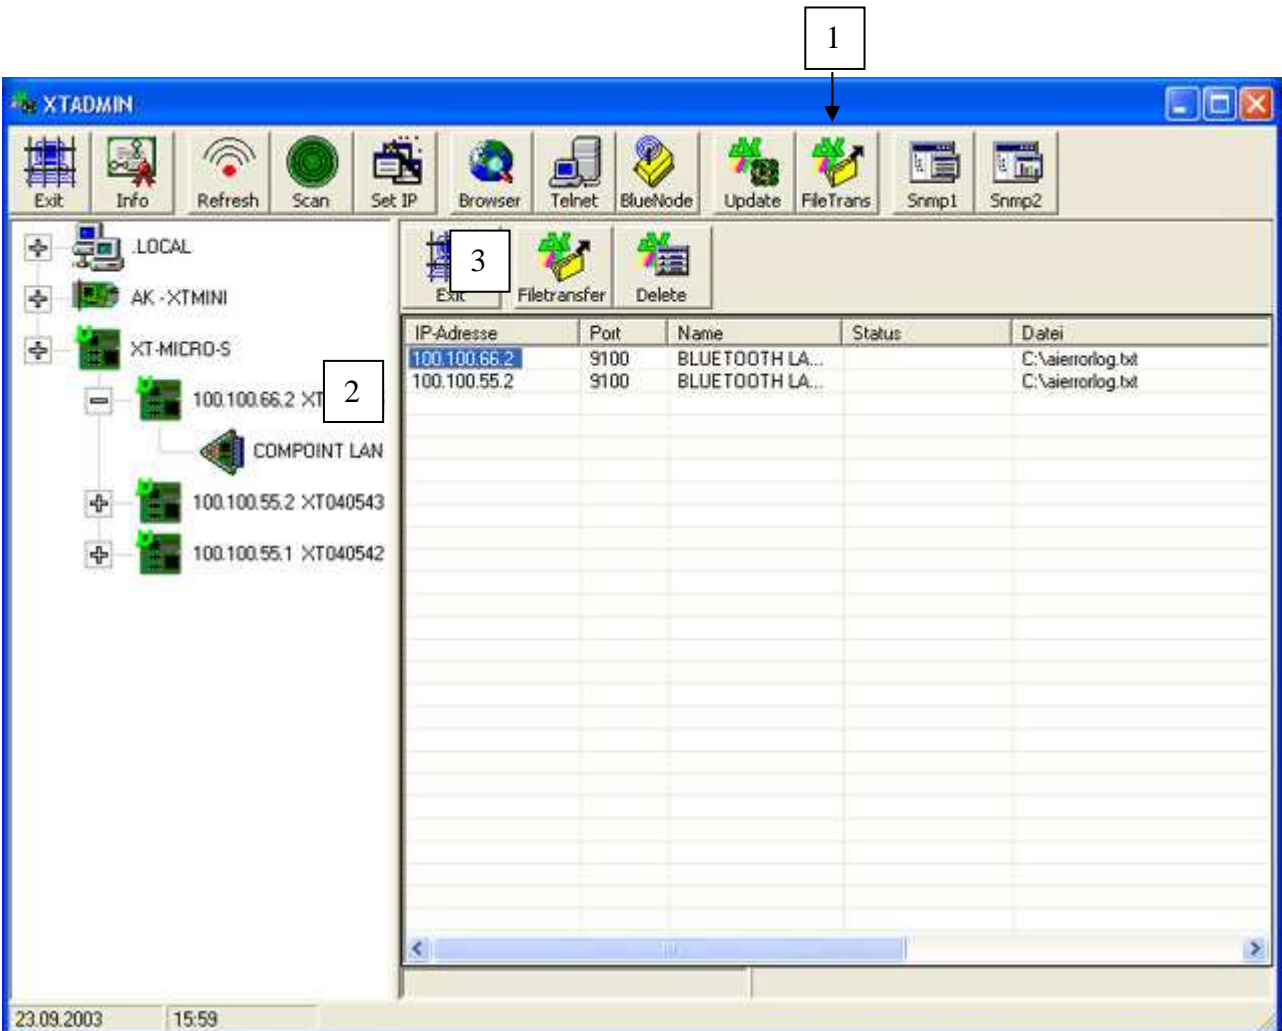 1
XTADMIN
Exit Info Refresh Scan Set IP Browser Telnet BlueNode Update FileTrans Snmp1 Snmp2
.LOCAL
AK -XTMINI
XT-MICRO-S
100.100.66.2 XT
2
COMPOINT LAN
100.100.55.2 XT040543
100.100.55.1 XT040542
3
Exit Filetransfer Delete
IP-Adresse Port Name Status Datei
100.100.66.2 9100 BLUETOOTH LA... C:\aierrorlog.txt
100.100.55.2 9100 BLUETOOTH LA... C:\aierrorlog.txt
23.09.2003 15:59